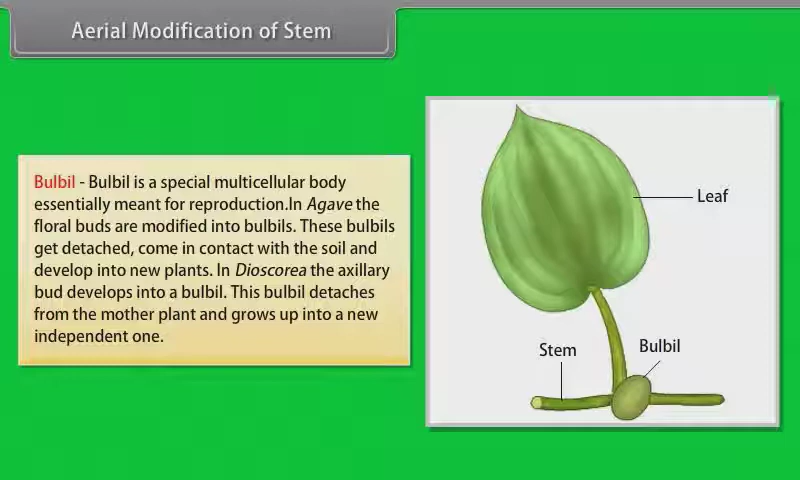 Aerial Modification of Stem
Bulbil - Bulbil is a special multicellular body
essentially meant for reproduction.In Agave the
floral buds are modified into bulbils. These bulbils
get detached, come in contact with the soil and
develop into new plants. In Dioscorea the axillary
bud develops into a bulbil. This bulbil detaches
from the mother plant and grows up into a new
independent one.
Leaf
Stem
Bulbil